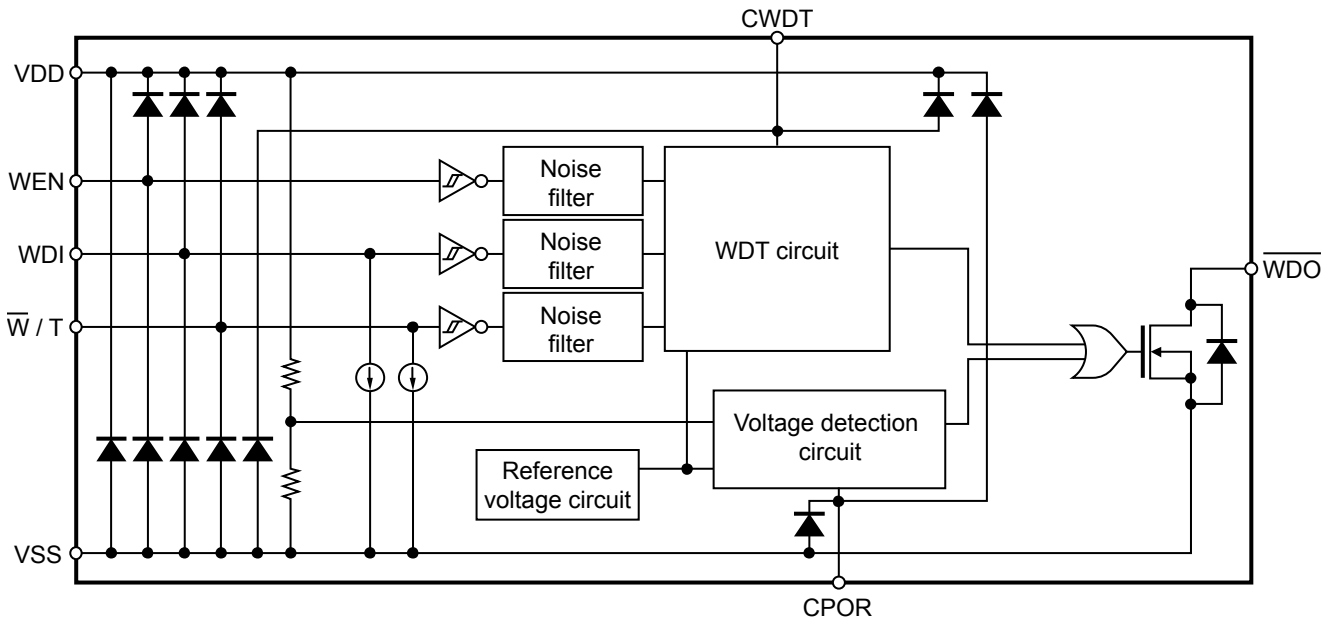 CWDT
VDD
WEN
Noise
filter
WDI
Noise
filter
WDT circuit
W̅D̅O̅
W̅ / T
Noise
filter
Voltage detection
circuit
Reference
voltage circuit
VSS
CPOR